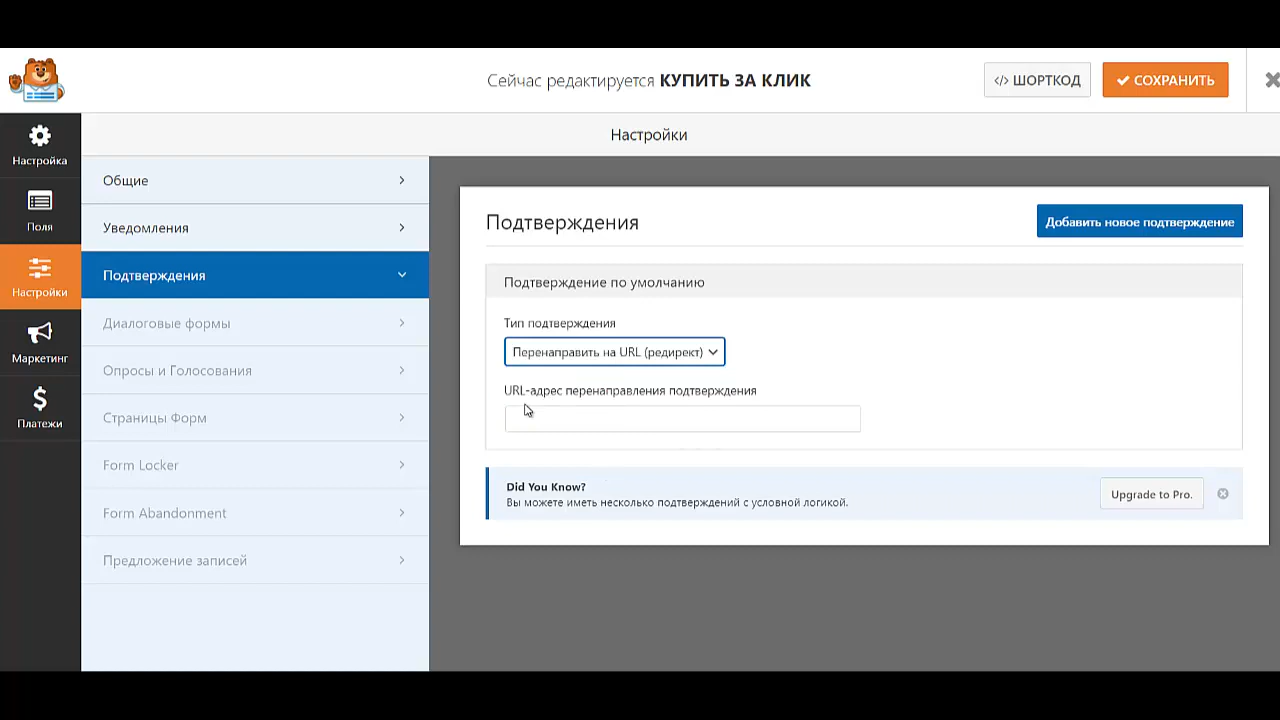 Сейчас редактируется КУПИТЬ ЗА КЛИК
</> ШОРТКОД
СОХРАНИТЬ
Настройка
Поля
Настройки
Маркетинг
Платежи
Настройки
Общие
Уведомления
Подтверждения
Диалоговые формы
Опросы и Голосования
Страницы Форм
Form Locker
Form Abandonment
Предложение записей
Подтверждения
Добавить новое подтверждение
Подтверждение по умолчанию
Тип подтверждения
Перенаправить на URL (редирект)
URL-адрес перенаправления подтверждения
Did You Know?
Вы можете иметь несколько подтверждений с условной логикой.
Upgrade to Pro.